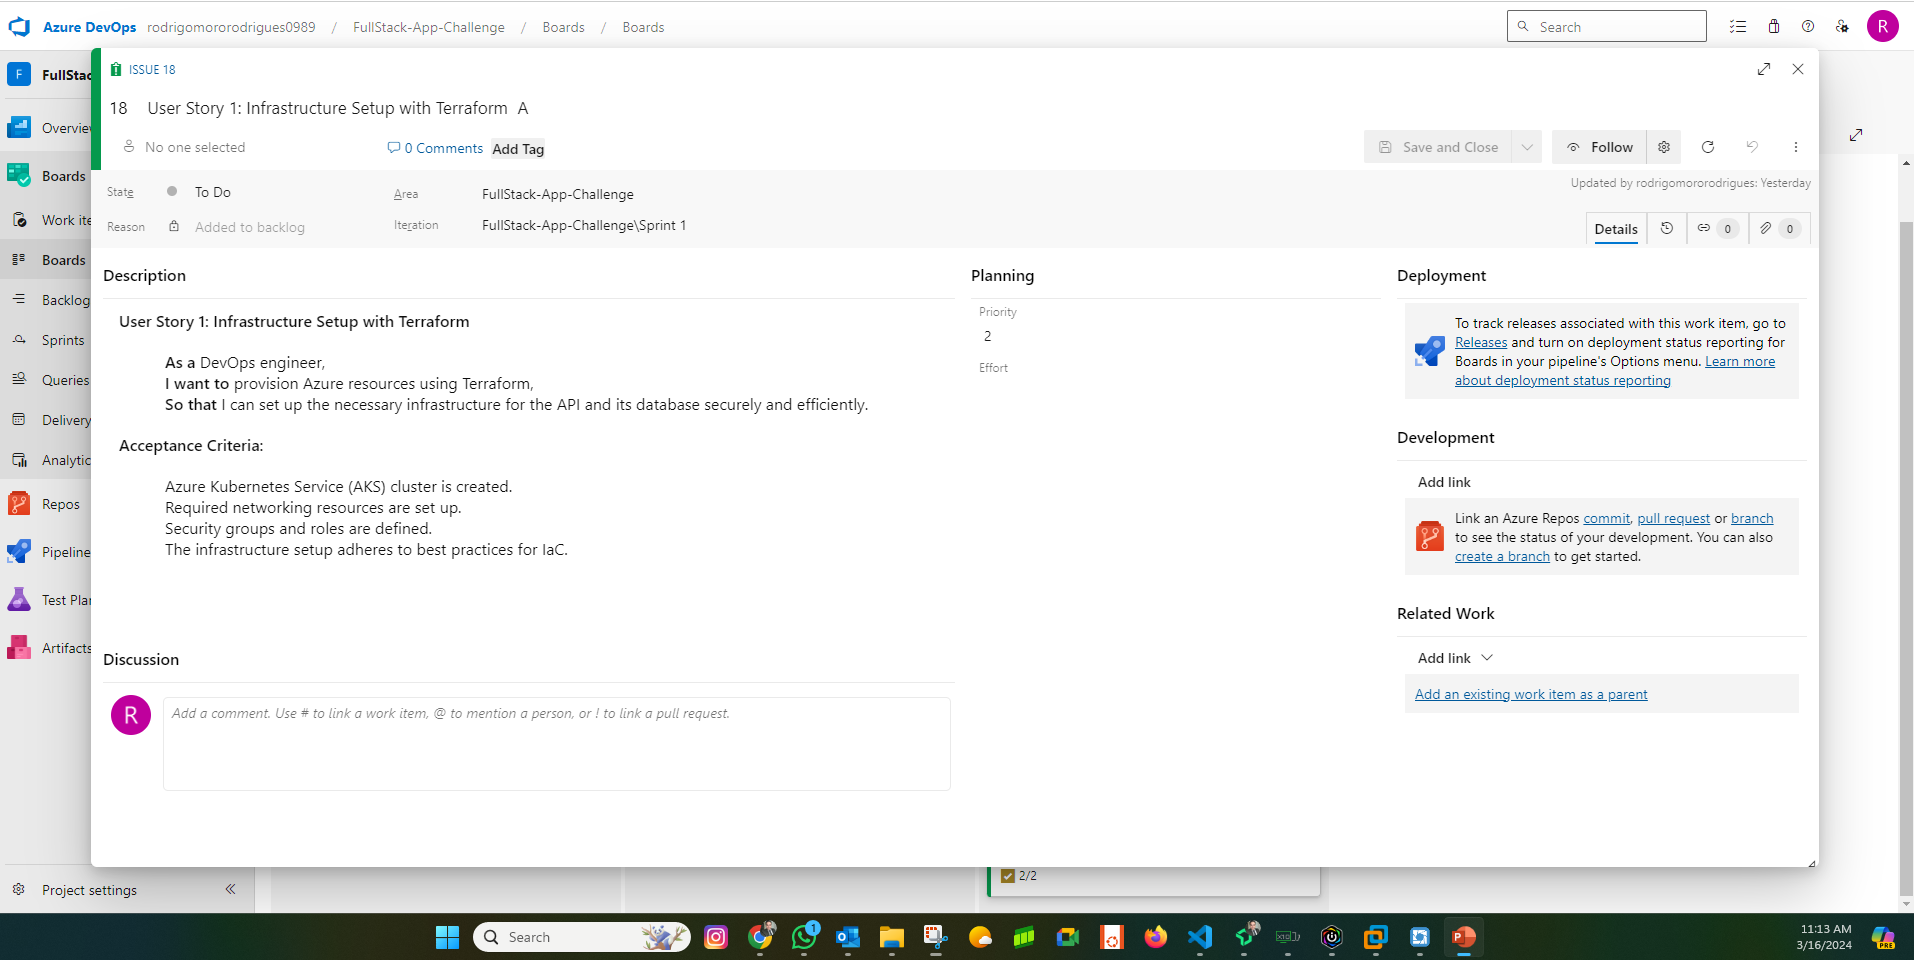 Azure DevOps rodrigomororodrigues0989 / FullStack-App-Challenge / Boards / Boards
Search
R
F FullStac
Overview
Boards
Work ite
Boards
Backlog
Sprints
Queries
Delivery
Analytic
Repos
Pipeline
Test Plan
Artifacts
Project settings
ISSUE 18
18 User Story 1: Infrastructure Setup with Terraform A
No one selected
0 Comments Add Tag
Save and Close
Follow
State To Do
Reason Added to backlog
Area FullStack-App-Challenge
Iteration FullStack-App-Challenge\Sprint 1
Updated by rodrigomororodrigues: Yesterday
Details 0 0
Description
User Story 1: Infrastructure Setup with Terraform
As a DevOps engineer,
I want to provision Azure resources using Terraform,
So that I can set up the necessary infrastructure for the API and its database securely and efficiently.
Acceptance Criteria:
Azure Kubernetes Service (AKS) cluster is created.
Required networking resources are set up.
Security groups and roles are defined.
The infrastructure setup adheres to best practices for IaC.
Discussion
R
Add a comment. Use # to link a work item, @ to mention a person, or ! to link a pull request.
Planning
Priority
2
Effort
Deployment
To track releases associated with this work item, go to
Releases and turn on deployment status reporting for
Boards in your pipeline's Options menu. Learn more
about deployment status reporting
Development
Add link
Link an Azure Repos commit, pull request or branch
to see the status of your development. You can also
create a branch to get started.
Related Work
Add link
Add an existing work item as a parent
2/2
Search
1
11:13 AM
3/16/2024
PRE